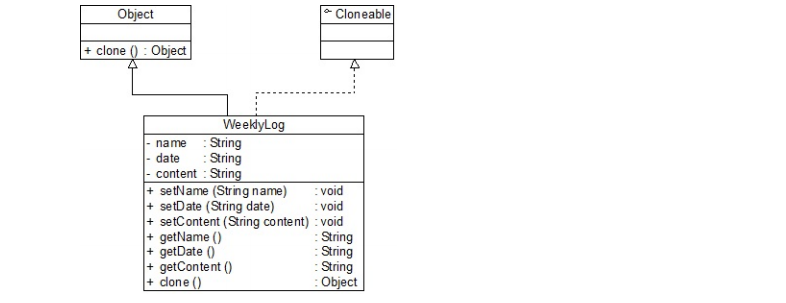 Object
Cloneable
+ clone () : Object
WeeklyLog
- name : String
- date : String
- content : String
+ setName (String name) : void
+ setDate (String date) : void
+ setContent (String content) : void
+ getName () : String
+ getDate () : String
+ getContent () : String
+ clone () : Object